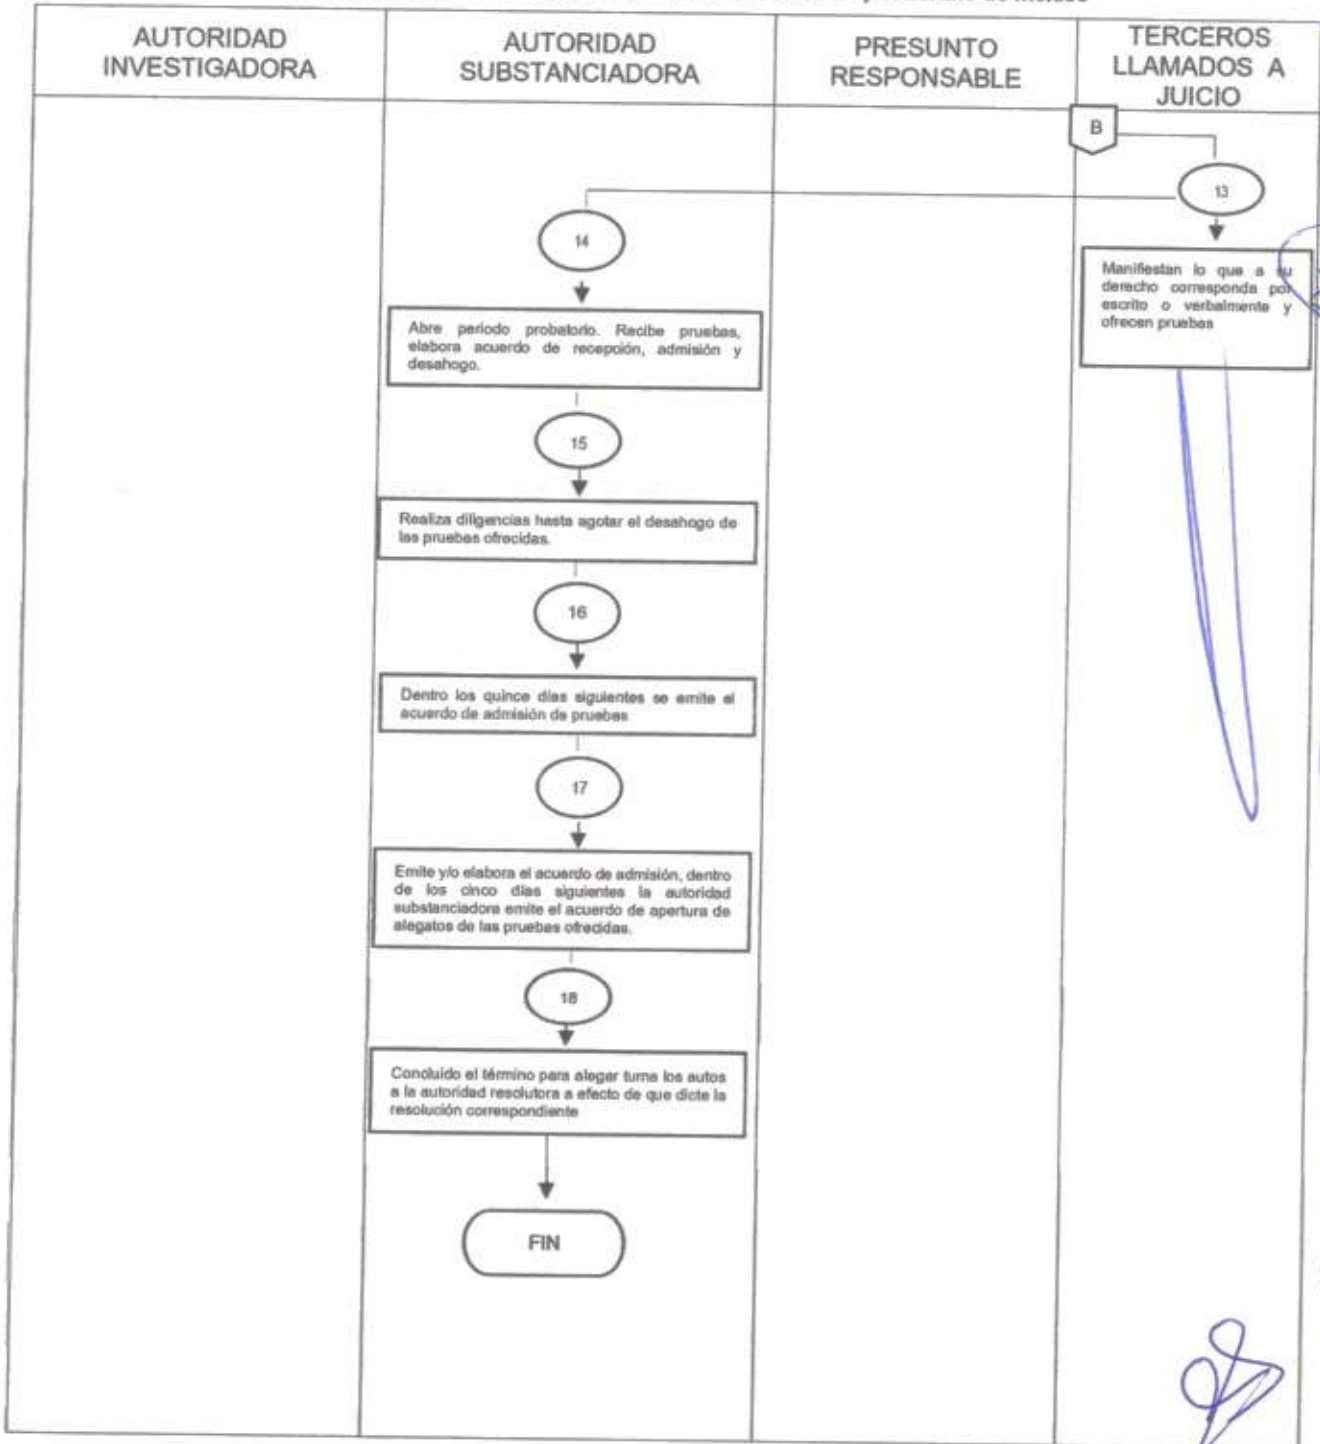 AUTORIDAD
INVESTIGADORA
AUTORIDAD
SUBSTANCIADORA
PRESUNTO
RESPONSABLE
TERCEROS
LLAMADOS A
JUICIO
B
13
Manifiestan lo que a su
derecho corresponda por
escrito o verbalmente y
ofrecen pruebas
14
Abre periodo probatorio. Recibe pruebas,
elabora acuerdo de recepción, admisión y
desahogo.
15
Realiza diligencias hasta agotar el desahogo de
las pruebas ofrecidas.
16
Dentro los quince días siguientes se emite el
acuerdo de admisión de pruebas
17
Emite y/o elabora el acuerdo de admisión, dentro
de los cinco días siguientes la autoridad
substanciadora emite el acuerdo de apertura de
alegatos de las pruebas ofrecidas.
18
Concluido el término para alegar turna los autos
a la autoridad resolutora a efecto de que dicte la
resolución correspondiente
FIN